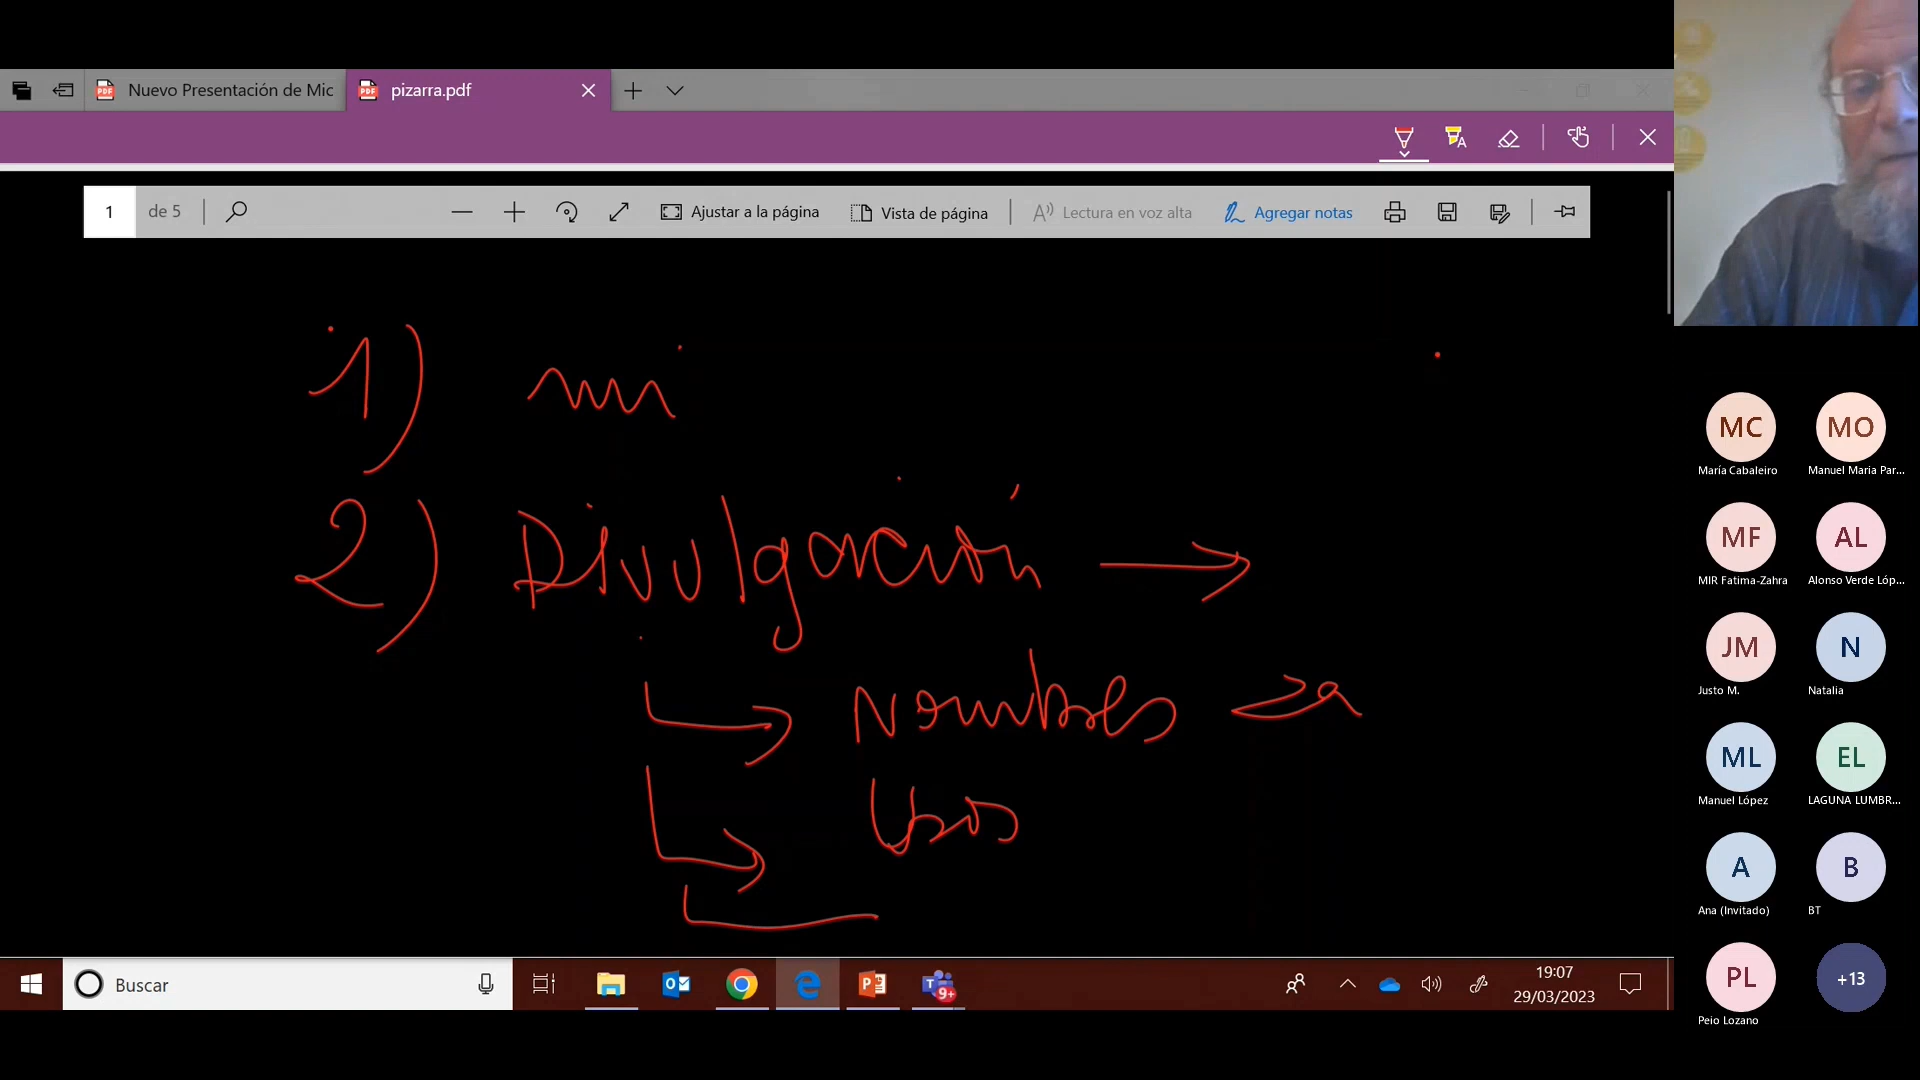 Nuevo Presentación de Mic
pizarra.pdf
1 de 5
Ajustar a la página
Vista de página
Lectura en voz alta
Agregar notas
1)
2) Divulgación →
Nombres
Usos
MC
María Cabaleiro
MO
Manuel Maria Par...
MF
MIR Fatima-Zahra
AL
Alonso Verde Lóp...
JM
Justo M.
N
Natalia
ML
Manuel López
EL
LAGUNA LUMBR...
A
Ana (Invitado)
B
BT
PL
Peio Lozano
+13
Buscar
9+
19:07
29/03/2023